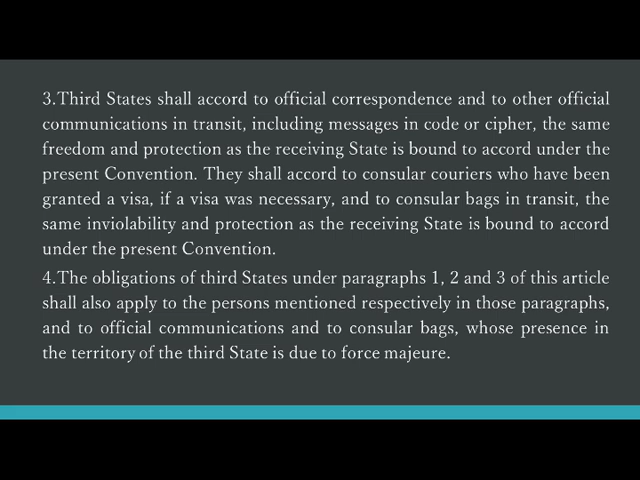 3.Third States shall accord to official correspondence and to other official
communications in transit, including messages in code or cipher, the same
freedom and protection as the receiving State is bound to accord under the
present Convention. They shall accord to consular couriers who have been
granted a visa, if a visa was necessary, and to consular bags in transit, the
same inviolability and protection as the receiving State is bound to accord
under the present Convention.
4.The obligations of third States under paragraphs 1, 2 and 3 of this article
shall also apply to the persons mentioned respectively in those paragraphs,
and to official communications and to consular bags, whose presence in
the territory of the third State is due to force majeure.